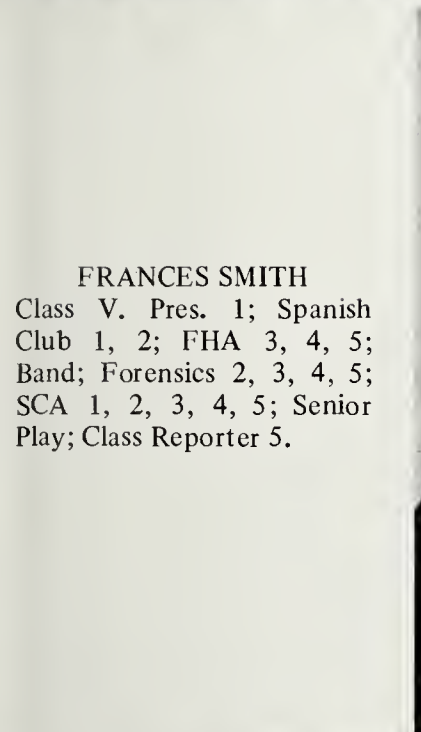 FRANCES SMITH
Class V. Pres. 1; Spanish
Club 1, 2; FHA 3, 4, 5;
Band; Forensics 2, 3, 4, 5;
SCA 1, 2, 3, 4, 5; Senior
Play; Class Reporter 5.